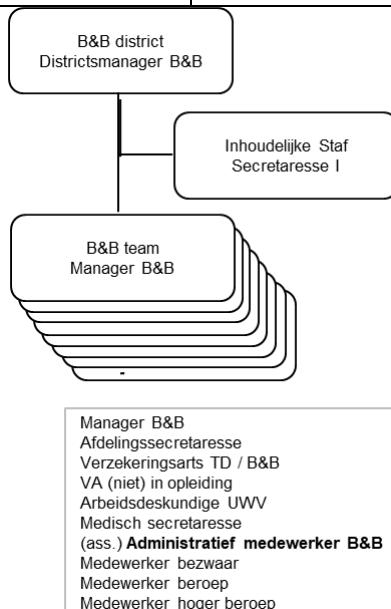 B&B district
Districtsmanager B&B
Inhoudelijke Staf
Secretaresse I
B&B team
Manager B&B
-
Manager B&B
Afdelingssecretaresse
Verzekeringsarts TD / B&B
VA (niet) in opleiding
Arbeidsdeskundige UWV
Medisch secretaresse
(ass.) Administratief medewerker B&B
Medewerker bezwaar
Medewerker beroep
Medewerker hoger beroep